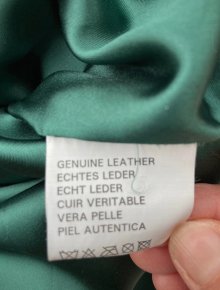 GENUINE LEATHER
ECHTES LEDER
ECHT LEDER
CUIR VERITABLE
VERA PELLE
PIEL AUTENTICA